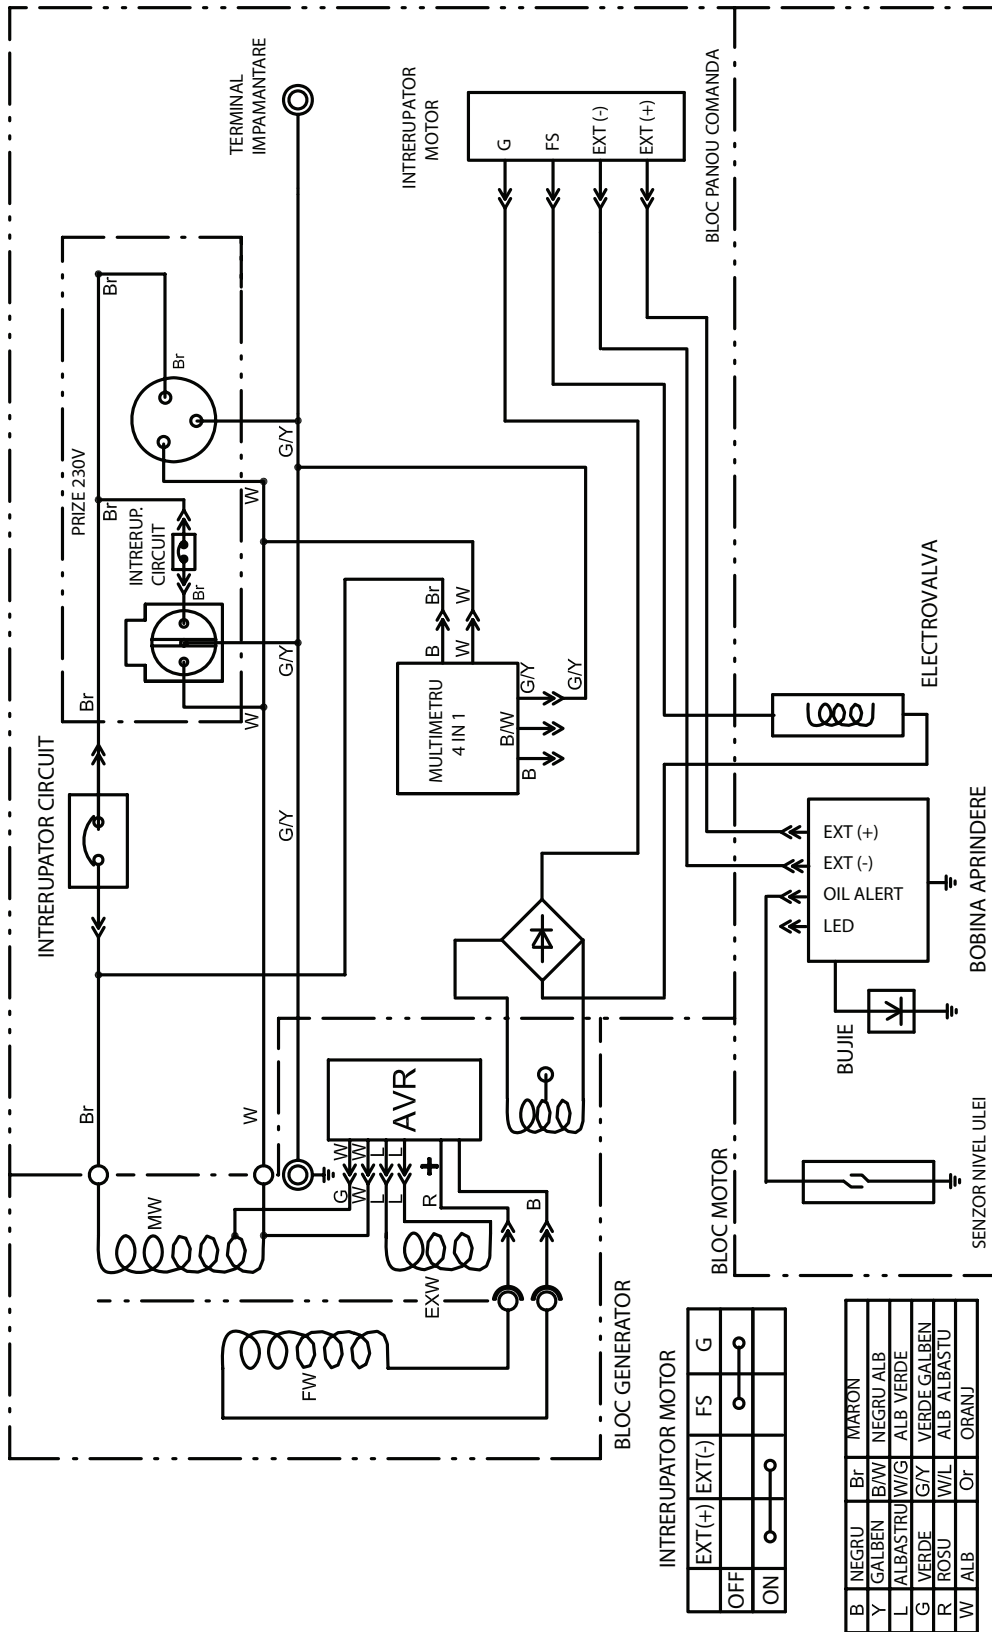 TERMINAL
IMPAMANTARE
INTRERUPATOR
MOTOR
G
FS
EXT (-)
EXT (+)
BLOC PANOU COMANDA
PRIZE 230V
Br
Br
Br
INTRERUP.
CIRCUIT
Br
Br
W
G/Y
W
G/Y
INTRERUPATOR CIRCUIT
G/Y
Br
W
B
W
Br
W
MULTIMETRU
4 IN 1
G/Y
B/W
B
G/Y
ELECTROVALVA
EXT (+)
EXT (-)
OIL ALERT
LED
BOBINA APRINDERE
BUJIE
SENZOR NIVEL ULEI
BLOC MOTOR
AVR
W
W
L
L
+
G
W
L
L
R
B
MW
EXW
FW
BLOC GENERATOR
INTRERUPATOR MOTOR
EXT(+) EXT(-) FS G
OFF
ON
B NEGRU Br MARON
Y GALBEN B/W NEGRU ALB
L ALBASTRU W/G ALB VERDE
G VERDE G/Y VERDE GALBEN
R ROSU W/L ALB ALBASTU
W ALB Or ORANJ